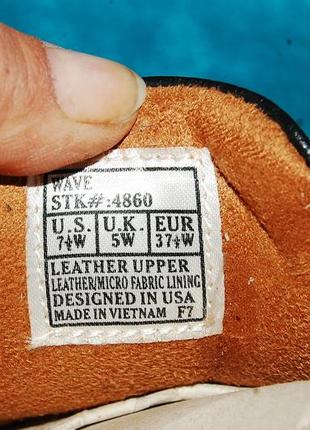 WAVE
STK#:4860
U.S. U.K. EUR
7½W 5W 37½W
LEATHER UPPER
LEATHER/MICRO FABRIC LINING
DESIGNED IN USA
MADE IN VIETNAM F7